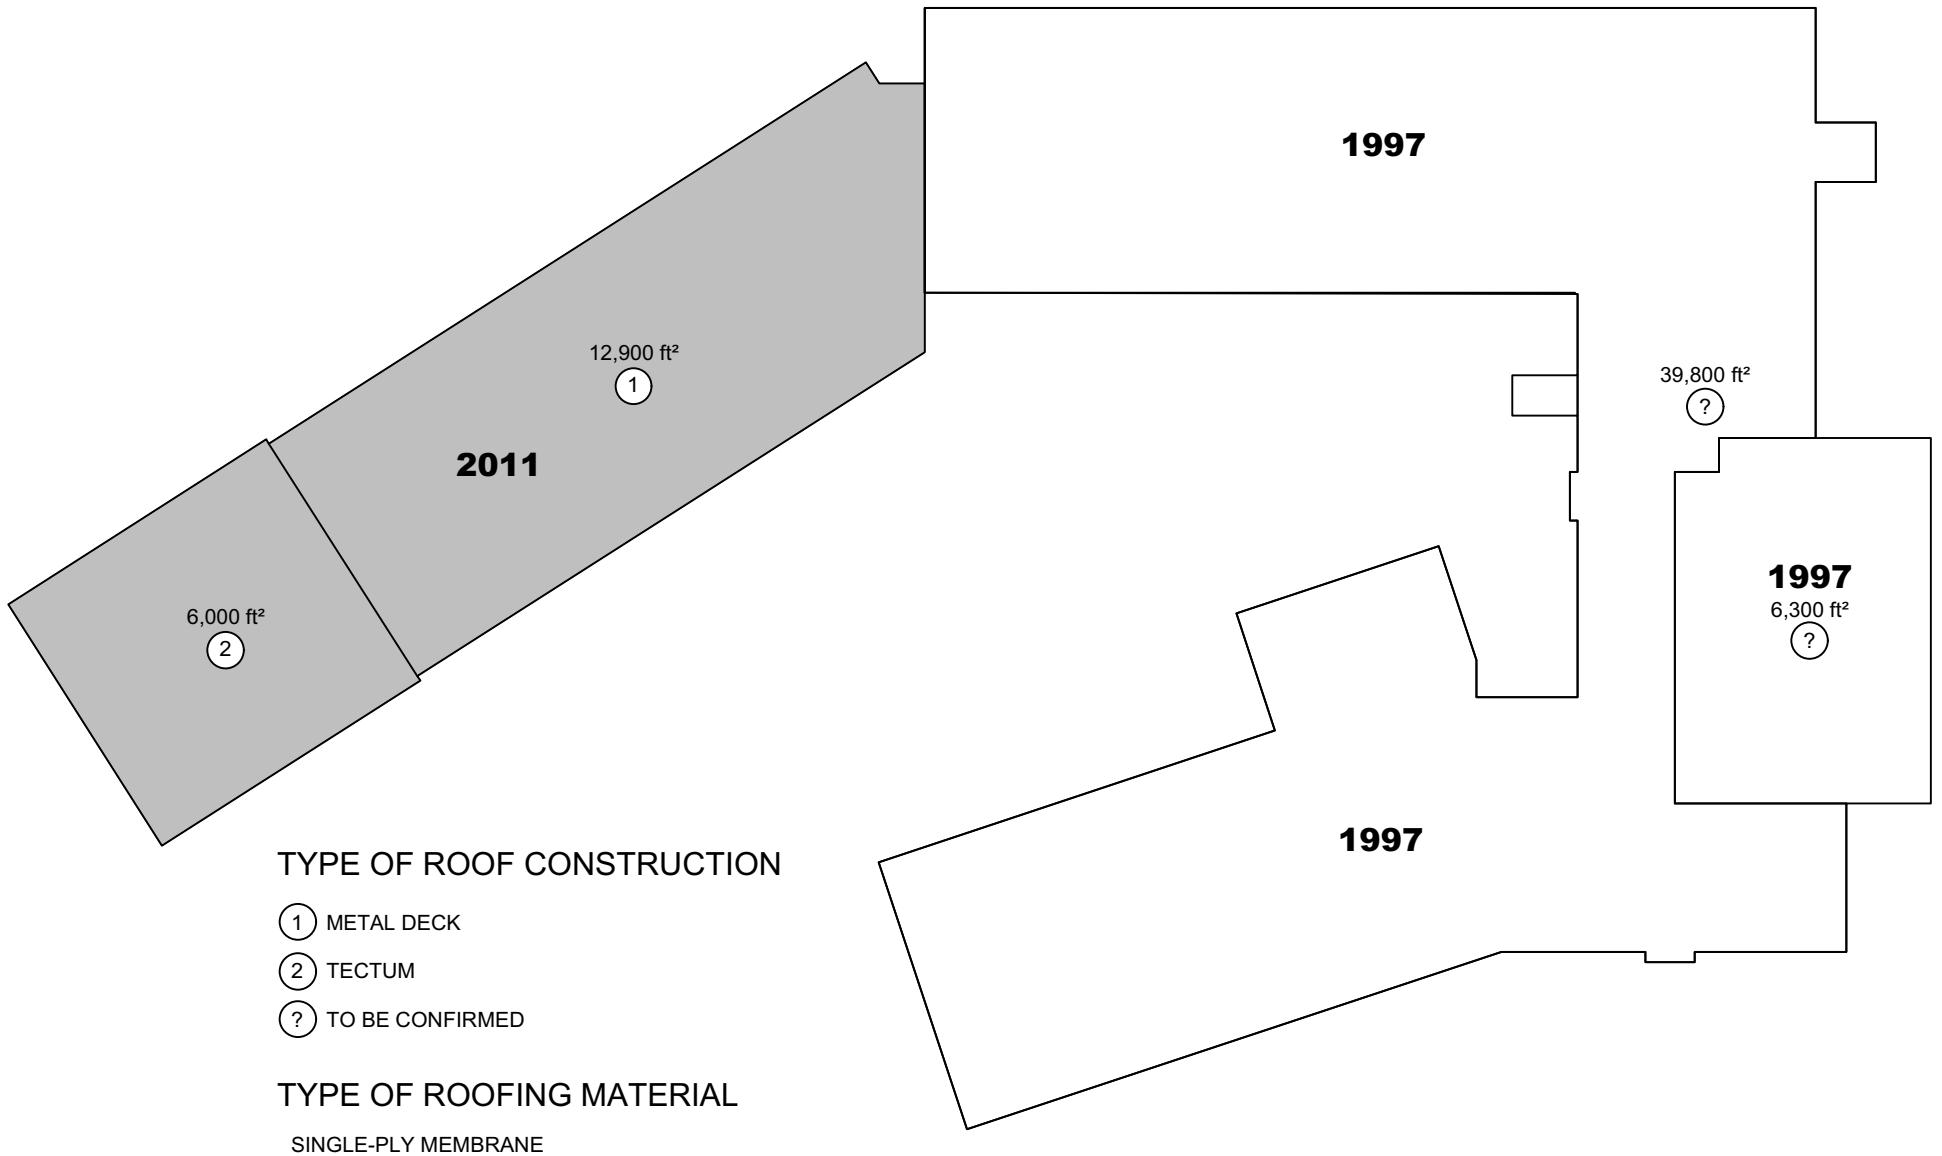 1997
12,900 ft²
1
39,800 ft²
?
2011
1997
6,300 ft²
?
6,000 ft²
2
1997
TYPE OF ROOF CONSTRUCTION
1 METAL DECK
2 TECTUM
? TO BE CONFIRMED
TYPE OF ROOFING MATERIAL
SINGLE-PLY MEMBRANE